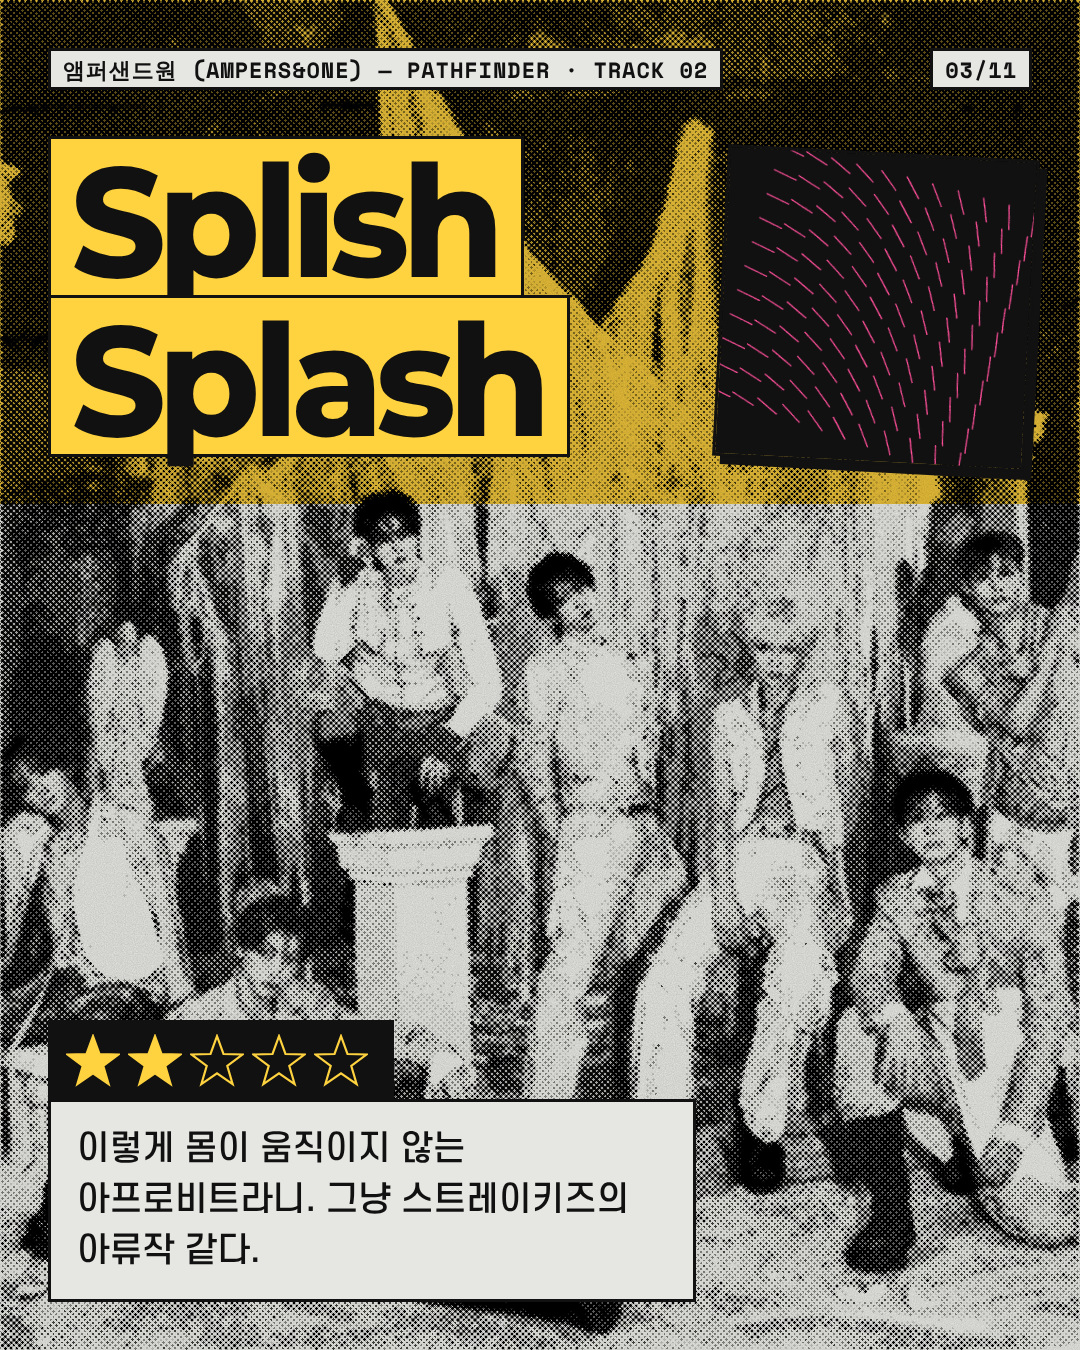 앰퍼샌드원 (AMPERS&ONE) — PATHFINDER · TRACK 02
03/11
Splish
Splash
이렇게 몸이 움직이지 않는
아프로비트라니. 그냥 스트레이키즈의
아류작 같다.